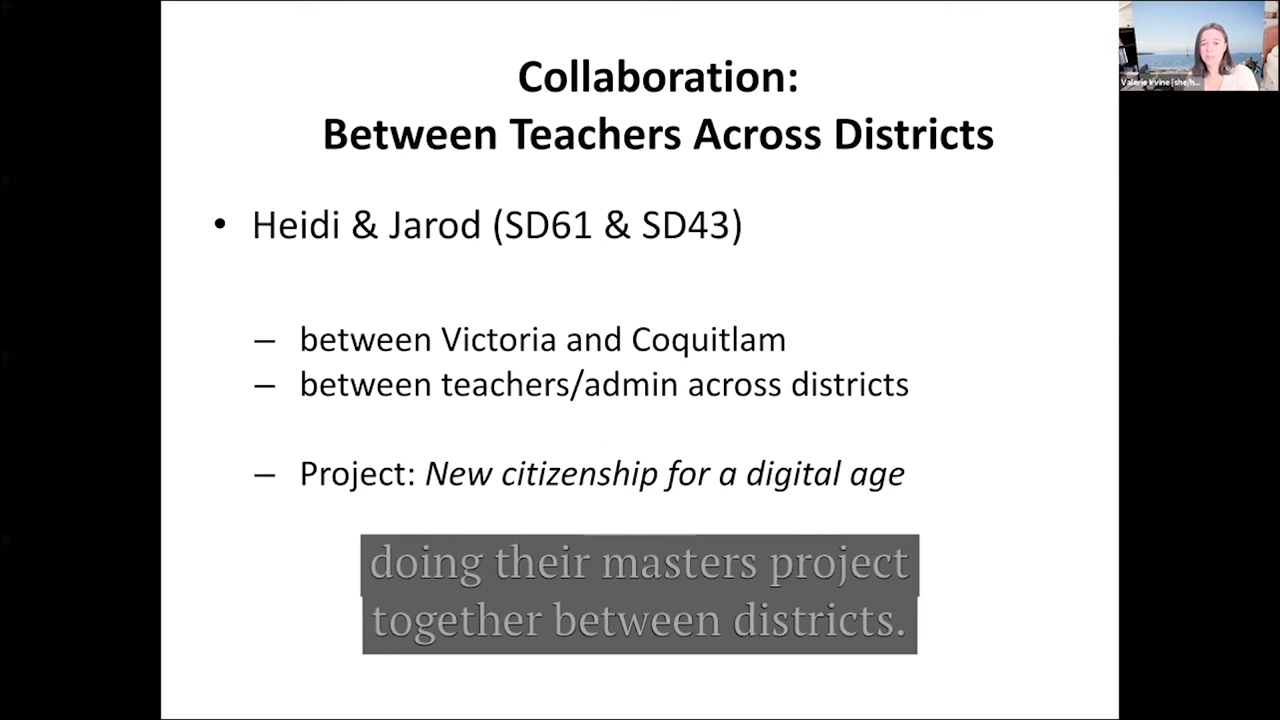 Collaboration:
Between Teachers Across Districts
• Heidi & Jarod (SD61 & SD43)
– between Victoria and Coquitlam
– between teachers/admin across districts
– Project: New citizenship for a digital age
doing their masters project
together between districts.
Valerie Irvine (she/h...